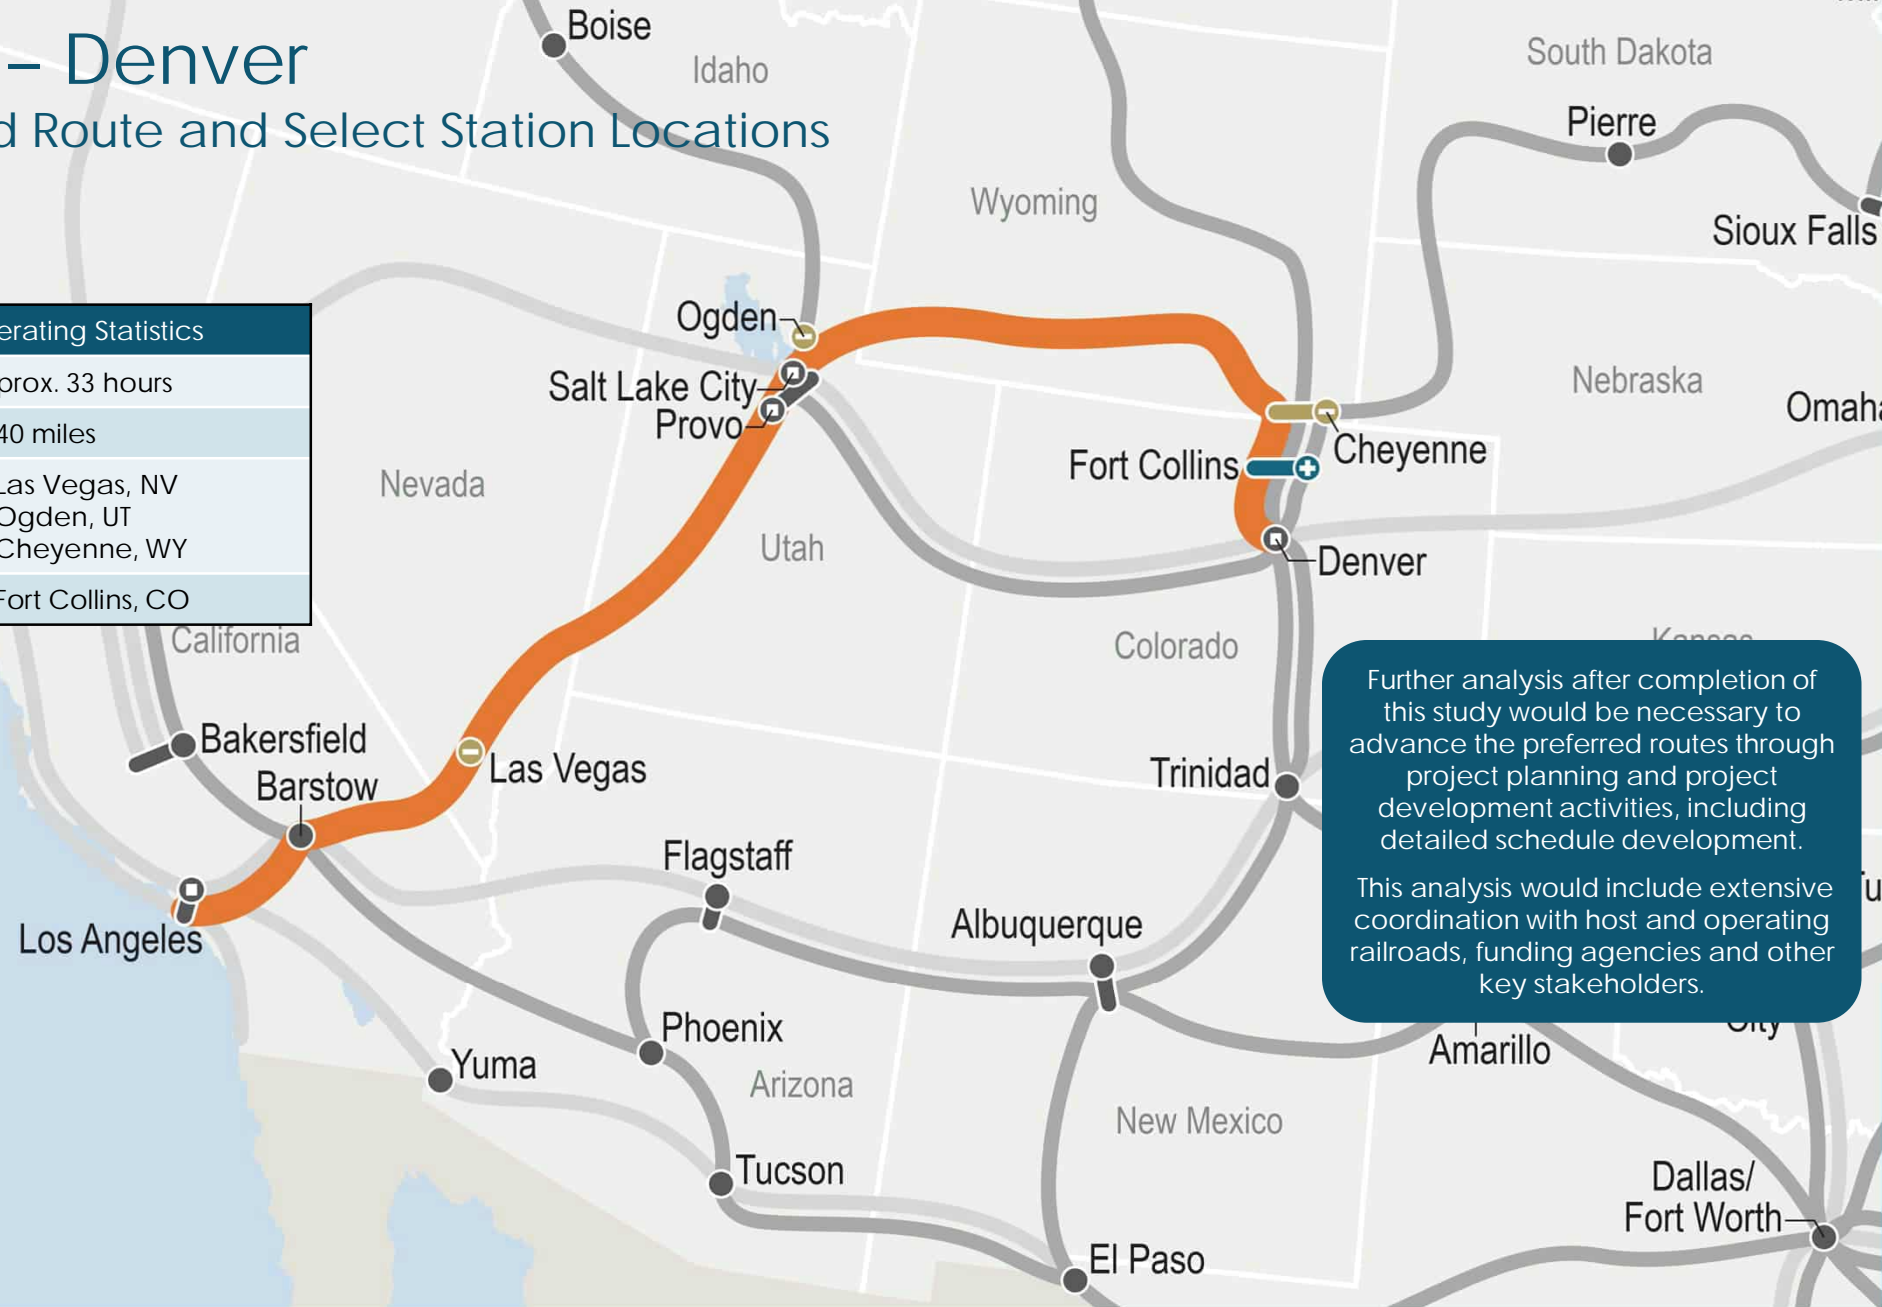 – Denver
Route and Select Station Locations
Operating Statistics
approx. 33 hours
40 miles
Las Vegas, NV
Ogden, UT
Cheyenne, WY
Fort Collins, CO
Boise
Idaho
South Dakota
Pierre
Wyoming
Sioux Falls
Ogden
Salt Lake City
Provo
Nebraska
Omaha
Cheyenne
Fort Collins
Nevada
Utah
Denver
California
Colorado
Kansas
Bakersfield
Barstow
Las Vegas
Trinidad
Further analysis after completion of
this study would be necessary to
advance the preferred routes through
project planning and project
development activities, including
detailed schedule development.
This analysis would include extensive
coordination with host and operating
railroads, funding agencies and other
key stakeholders.
Flagstaff
Albuquerque
Los Angeles
Phoenix
City
Amarillo
Yuma
Arizona
New Mexico
Tucson
Dallas/
Fort Worth
El Paso